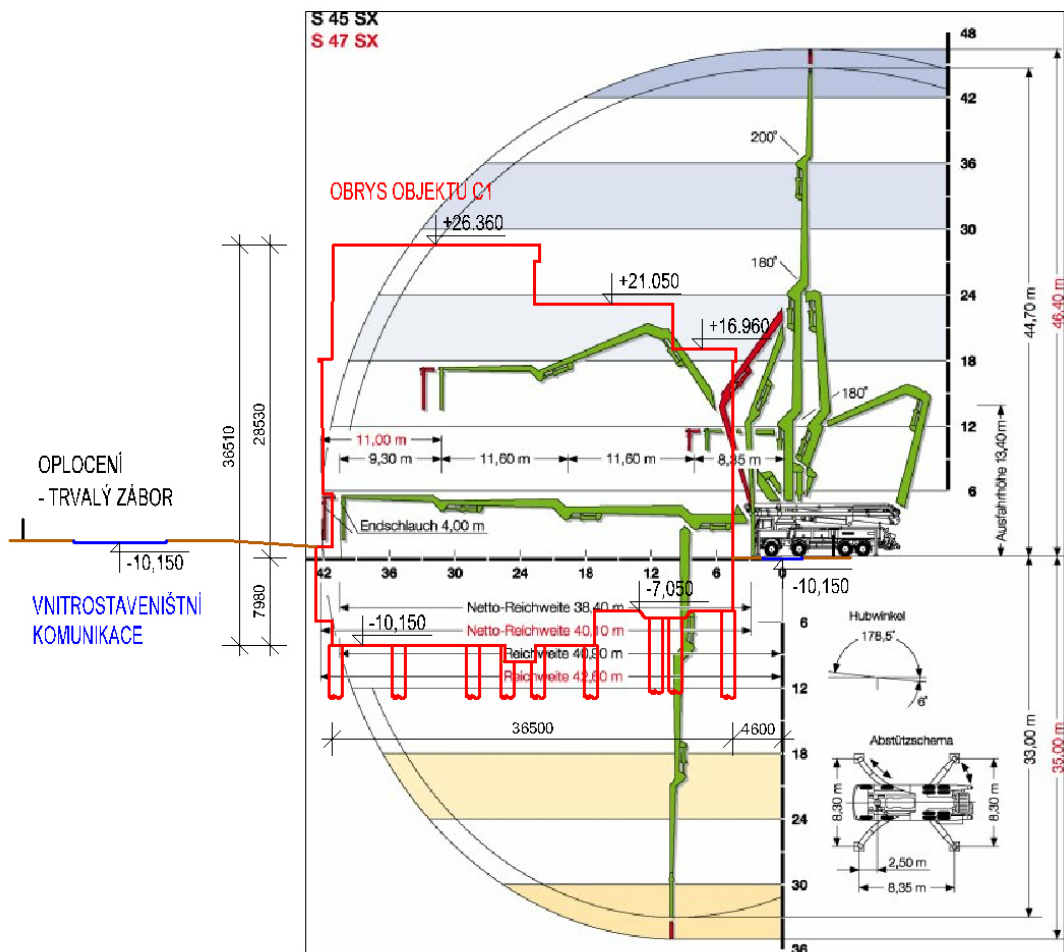 S 45 SX
S 47 SX
48
42
36
30
24
18
12
6
200°
180°
180°
OBRYS OBJEKTU C1
+26.360
+21.050
+16.960
36510
28530
7980
44,70 m
46,40 m
Ausfahrhöhe 13,40m
11,00 m
9,30 m
11,60 m
11,60 m
8,35 m
OPLOCENÍ
- TRVALÝ ZÁBOR
Endschlauch 4,00 m
-10,150
VNITROSTAVENIŠTNÍ
KOMUNIKACE
42
36
30
24
18
12
6
0
-10,150
-7,050
-10,150
Netto-Reichweite 38,40 m
Netto-Reichweite 40,10 m
Reichweite 40,90 m
Reichweite 42,60 m
6
12
18
24
30
36
36500
4600
Hubwinkel
178,5°
6°
Abstützschema
8,30 m
8,30 m
2,50 m
8,35 m
33,00 m
35,00 m